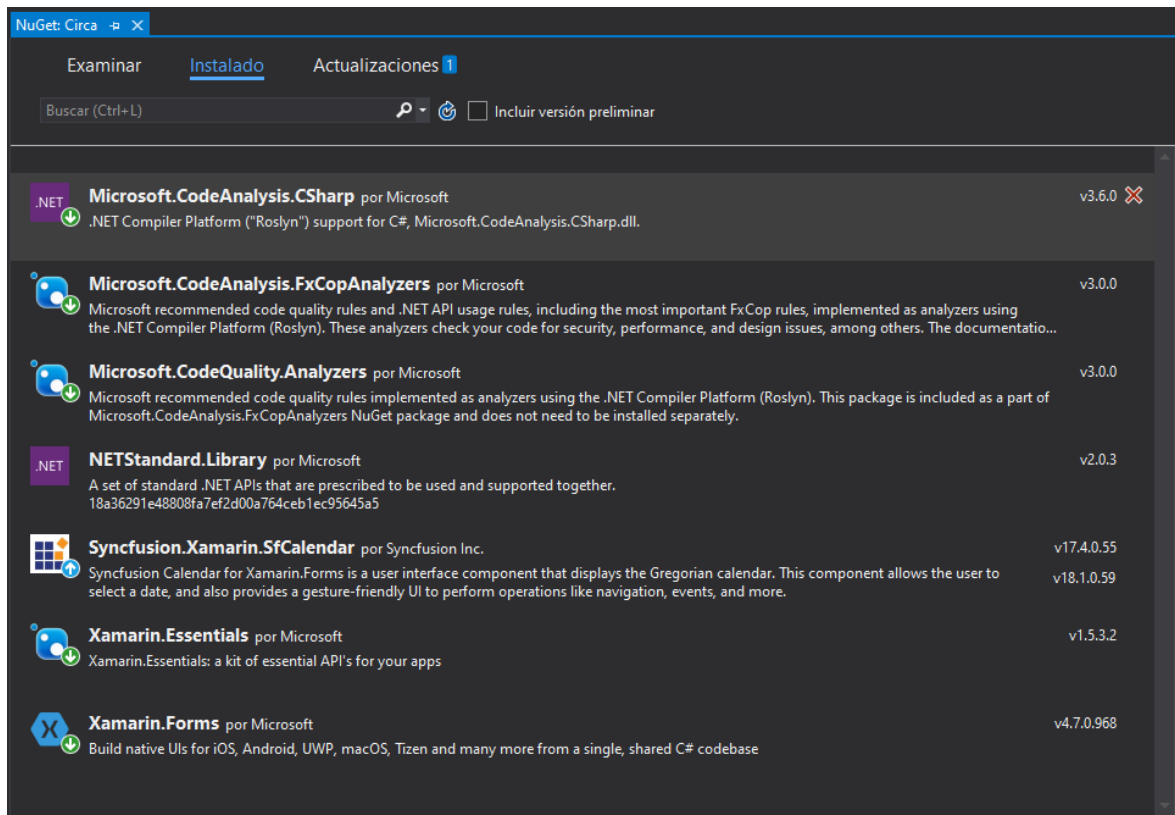 NuGet: Circa
Examinar Instalado Actualizaciones 1
Buscar (Ctrl+L) Incluir versión preliminar
.NET Microsoft.CodeAnalysis.CSharp por Microsoft v3.6.0
.NET Compiler Platform ("Roslyn") support for C#, Microsoft.CodeAnalysis.CSharp.dll.
Microsoft.CodeAnalysis.FxCopAnalyzers por Microsoft v3.0.0
Microsoft recommended code quality rules and .NET API usage rules, including the most important FxCop rules, implemented as analyzers using
the .NET Compiler Platform (Roslyn). These analyzers check your code for security, performance, and design issues, among others. The documentatio...
Microsoft.CodeQuality.Analyzers por Microsoft v3.0.0
Microsoft recommended code quality rules implemented as analyzers using the .NET Compiler Platform (Roslyn). This package is included as a part of
Microsoft.CodeAnalysis.FxCopAnalyzers NuGet package and does not need to be installed separately.
.NET NETStandard.Library por Microsoft v2.0.3
A set of standard .NET APIs that are prescribed to be used and supported together.
18a36291e48808fa7ef2d00a764ceb1ec95645a5
Syncfusion.Xamarin.SfCalendar por Syncfusion Inc. v17.4.0.55
Syncfusion Calendar for Xamarin.Forms is a user interface component that displays the Gregorian calendar. This component allows the user to v18.1.0.59
select a date, and also provides a gesture-friendly UI to perform operations like navigation, events, and more.
Xamarin.Essentials por Microsoft v1.5.3.2
Xamarin.Essentials: a kit of essential API's for your apps
Xamarin.Forms por Microsoft v4.7.0.968
Build native UIs for iOS, Android, UWP, macOS, Tizen and many more from a single, shared C# codebase